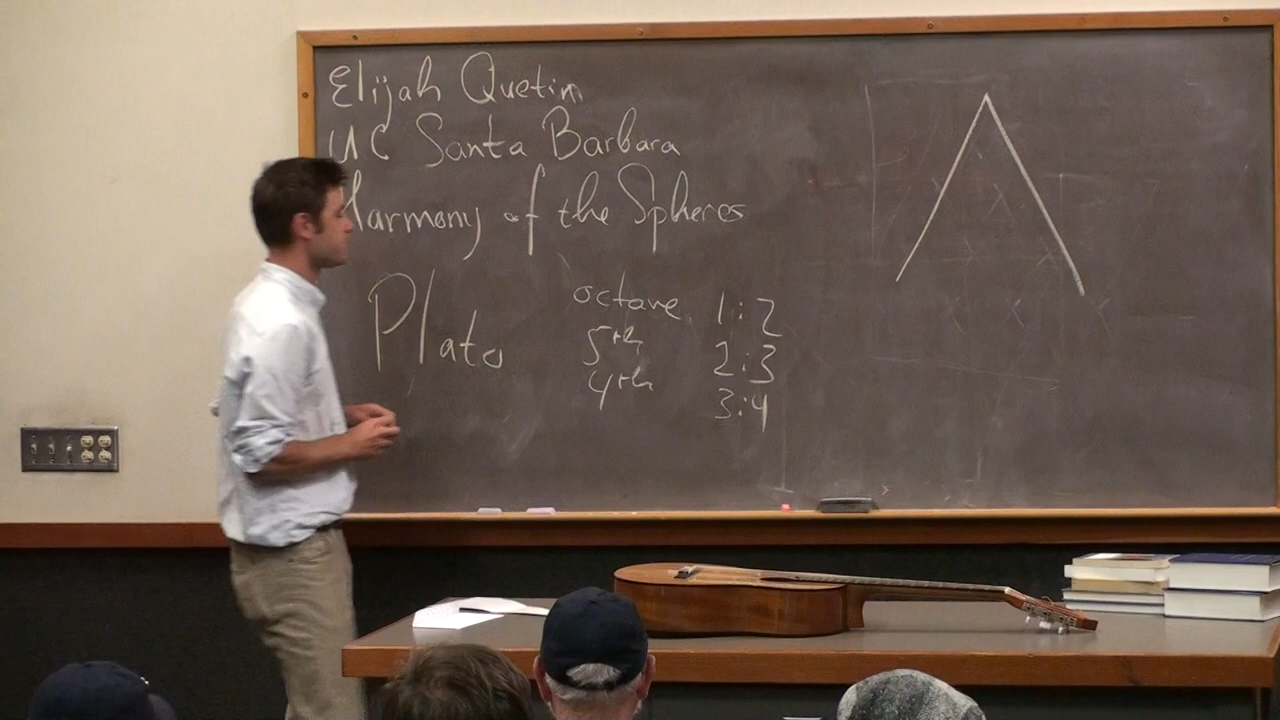 Elijah Quetin
UC Santa Barbara
Harmony of the Spheres
Plato
octave 1:2
5th 2:3
4th 3:4